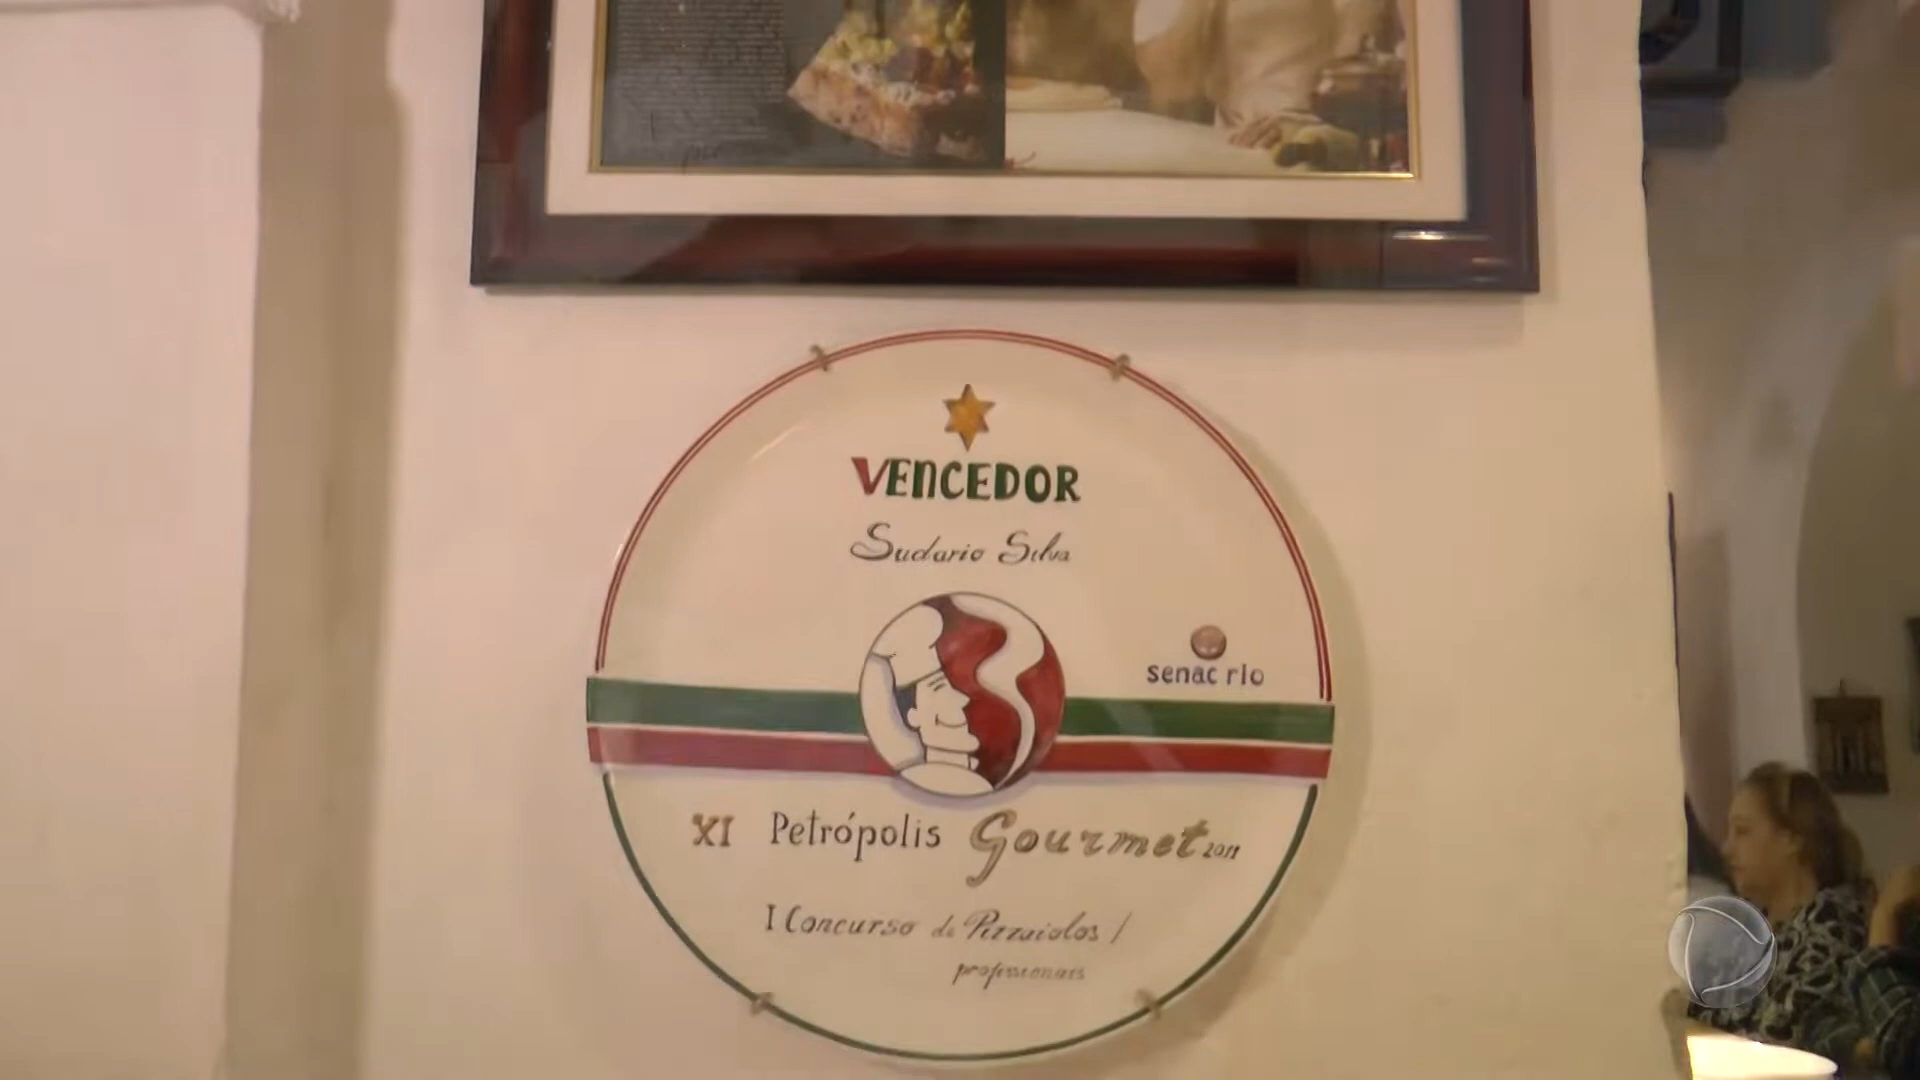 VENCEDOR
Sudario Silva
senac rio
XI Petrópolis Gourmet 2011
I Concurso de Pizzaiolos /
profissionais